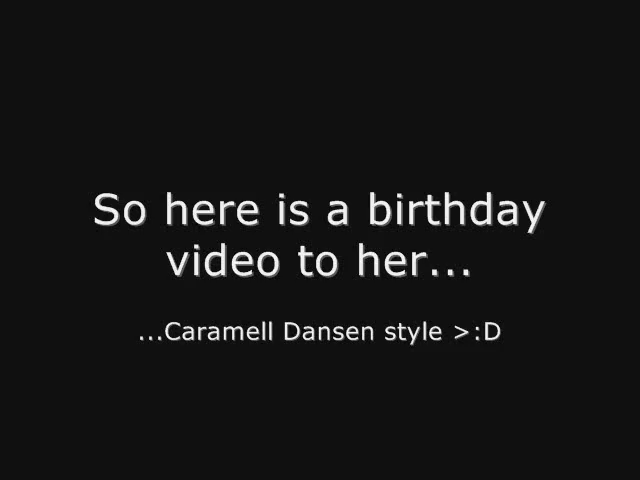 So here is a birthday
video to her...
...Caramell Dansen style >:D